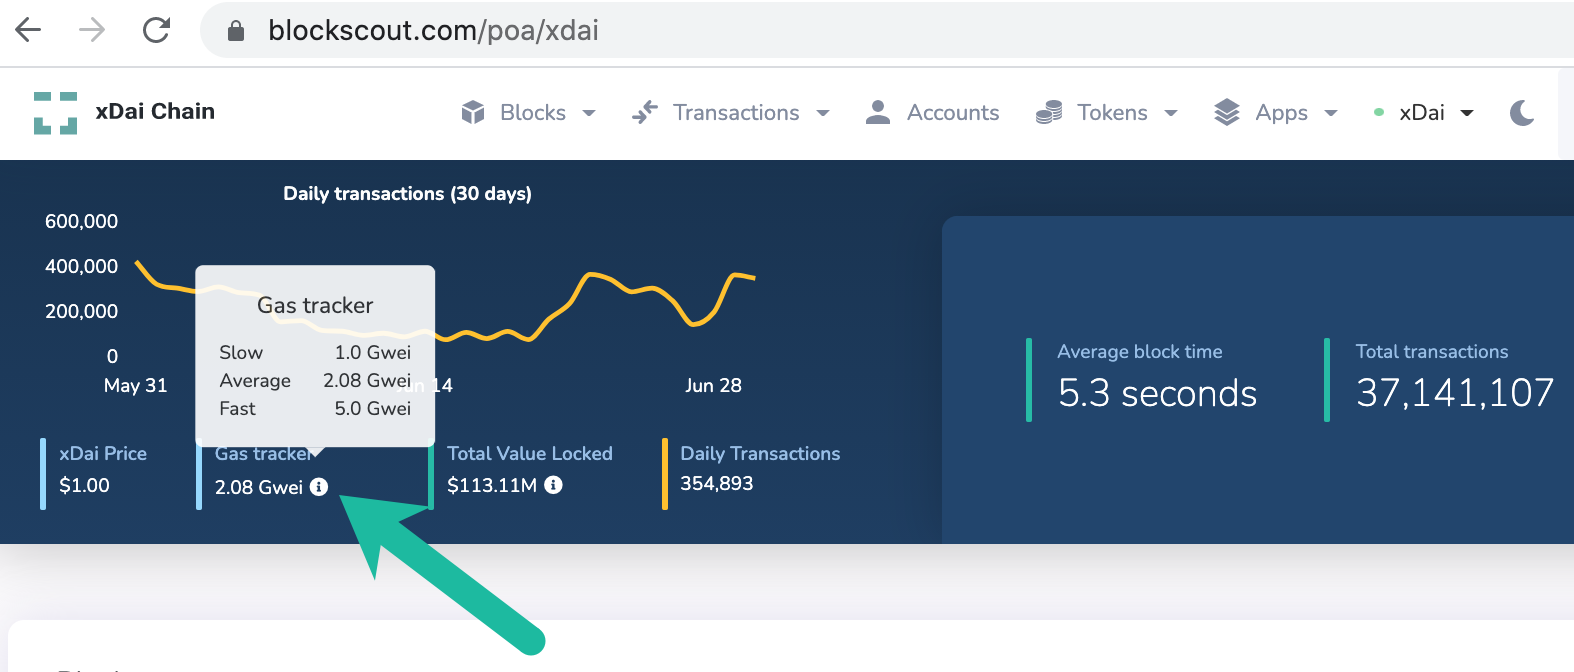 blockscout.com/poa/xdai
xDai Chain
Blocks
Transactions
Accounts
Tokens
Apps
xDai
Daily transactions (30 days)
600,000
400,000
200,000
0
May 31
14
Jun 28
Gas tracker
Slow 1.0 Gwei
Average 2.08 Gwei
Fast 5.0 Gwei
xDai Price
$1.00
Gas tracker
2.08 Gwei
Total Value Locked
$113.11M
Daily Transactions
354,893
Average block time
5.3 seconds
Total transactions
37,141,107